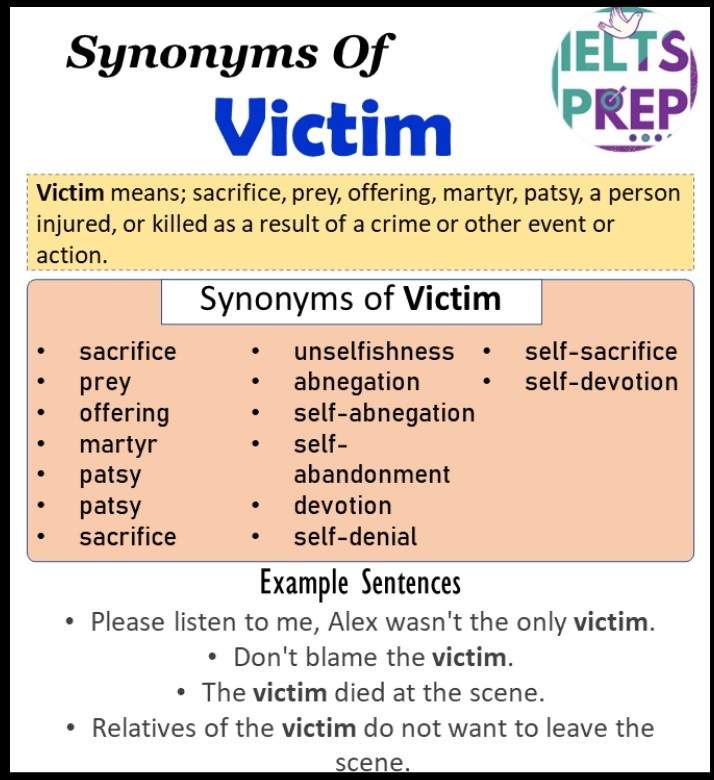 Synonyms Of
Victim
IELTS
PREP
Victim means; sacrifice, prey, offering, martyr, patsy, a person
injured, or killed as a result of a crime or other event or
action.
Synonyms of Victim
• sacrifice
• prey
• offering
• martyr
• patsy
• patsy
• sacrifice
• unselfishness
• abnegation
• self-abnegation
• self-
abandonment
• devotion
• self-denial
• self-sacrifice
• self-devotion
Example Sentences
• Please listen to me, Alex wasn't the only victim.
• Don't blame the victim.
• The victim died at the scene.
• Relatives of the victim do not want to leave the
scene.